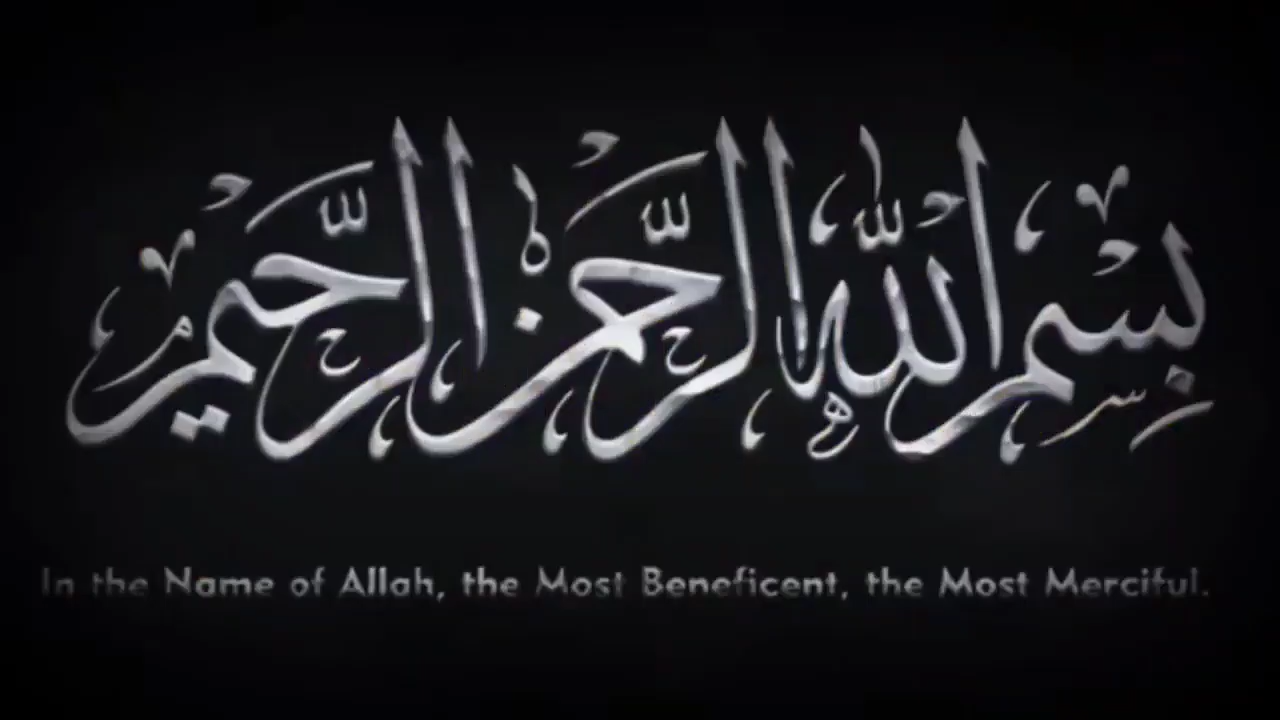 بسم الله الرحمن الرحيم
In the Name of Allah, the Most Beneficent, the Most Merciful.